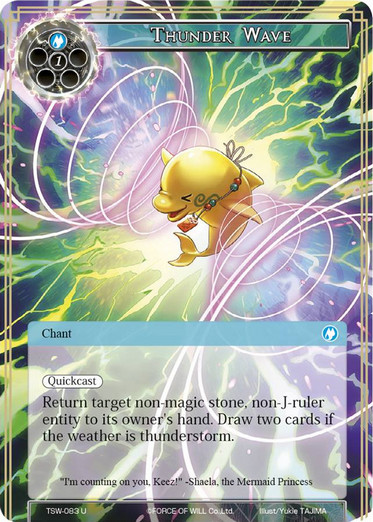 THUNDER WAVE
1
Chant
Quickcast
Return target non-magic stone, non-J-ruler
entity to its owner's hand. Draw two cards if
the weather is thunderstorm.
"I'm counting on you, Keez!" -Shaela, the Mermaid Princess
TSW-083 U ©FORCE OF WILL Co.,Ltd. Illust/Yukie TAJIMA